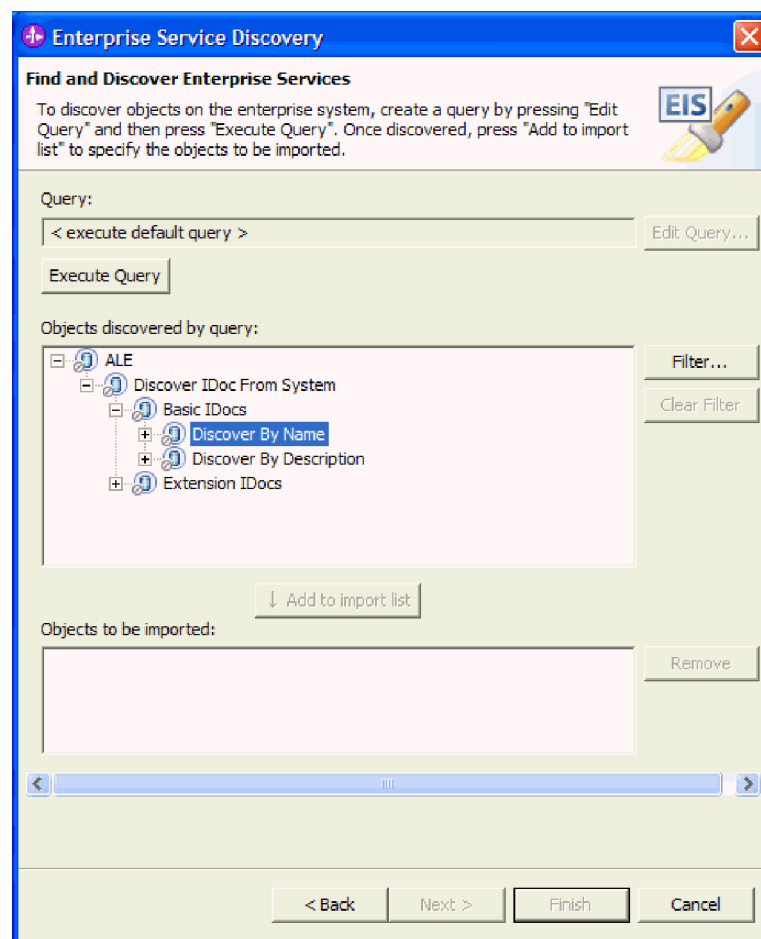 Enterprise Service Discovery
Find and Discover Enterprise Services
To discover objects on the enterprise system, create a query by pressing "Edit
Query" and then press "Execute Query". Once discovered, press "Add to import
list" to specify the objects to be imported.
EIS
Query:
< execute default query >
Edit Query...
Execute Query
Objects discovered by query:
ALE
Discover IDoc From System
Basic IDocs
Discover By Name
Discover By Description
Extension IDocs
Filter...
Clear Filter
↓ Add to import list
Objects to be imported:
Remove
< Back
Next >
Finish
Cancel